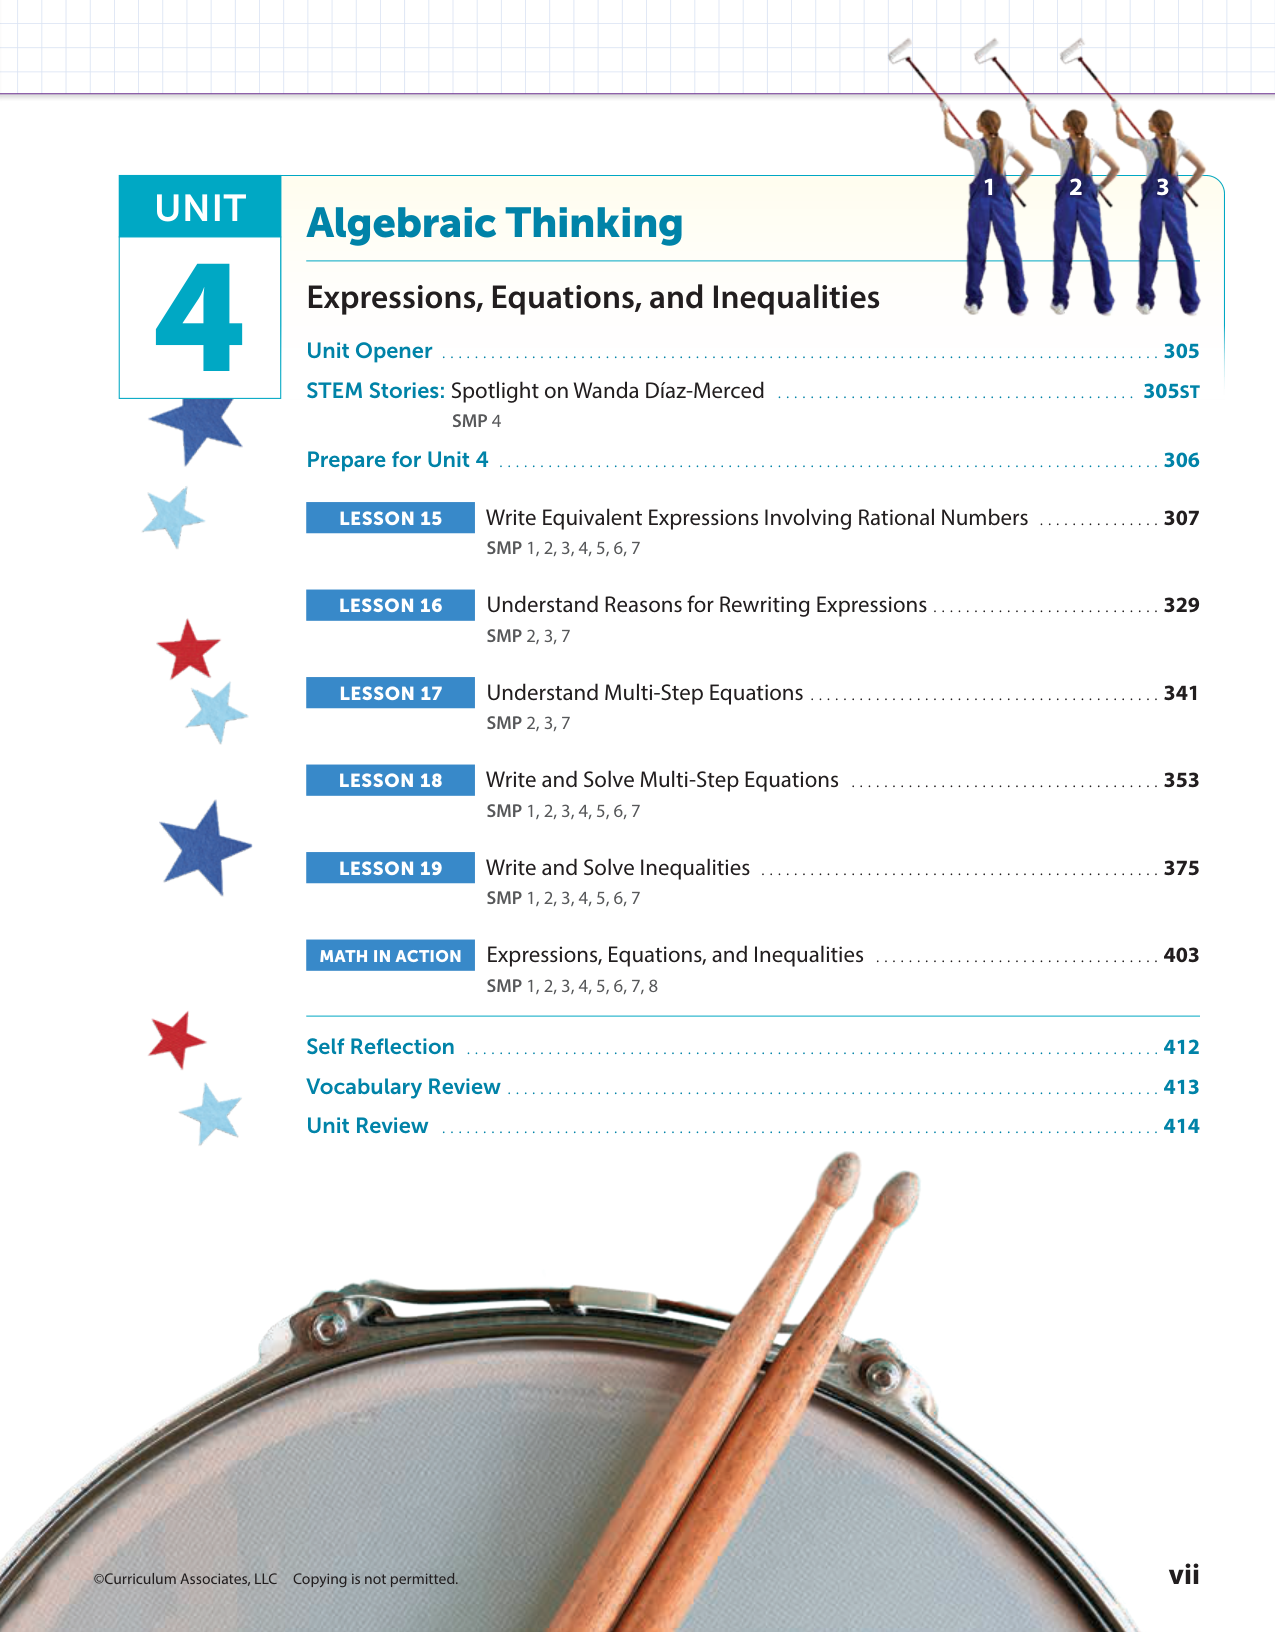 1 2 3
UNIT
4
Algebraic Thinking
Expressions, Equations, and Inequalities
Unit Opener 305
STEM Stories: Spotlight on Wanda Díaz-Merced 305ST
SMP 4
Prepare for Unit 4 306
LESSON 15 Write Equivalent Expressions Involving Rational Numbers 307
SMP 1, 2, 3, 4, 5, 6, 7
LESSON 16 Understand Reasons for Rewriting Expressions 329
SMP 2, 3, 7
LESSON 17 Understand Multi-Step Equations 341
SMP 2, 3, 7
LESSON 18 Write and Solve Multi-Step Equations 353
SMP 1, 2, 3, 4, 5, 6, 7
LESSON 19 Write and Solve Inequalities 375
SMP 1, 2, 3, 4, 5, 6, 7
MATH IN ACTION Expressions, Equations, and Inequalities 403
SMP 1, 2, 3, 4, 5, 6, 7, 8
Self Reflection 412
Vocabulary Review 413
Unit Review 414
©Curriculum Associates, LLC Copying is not permitted.
vii